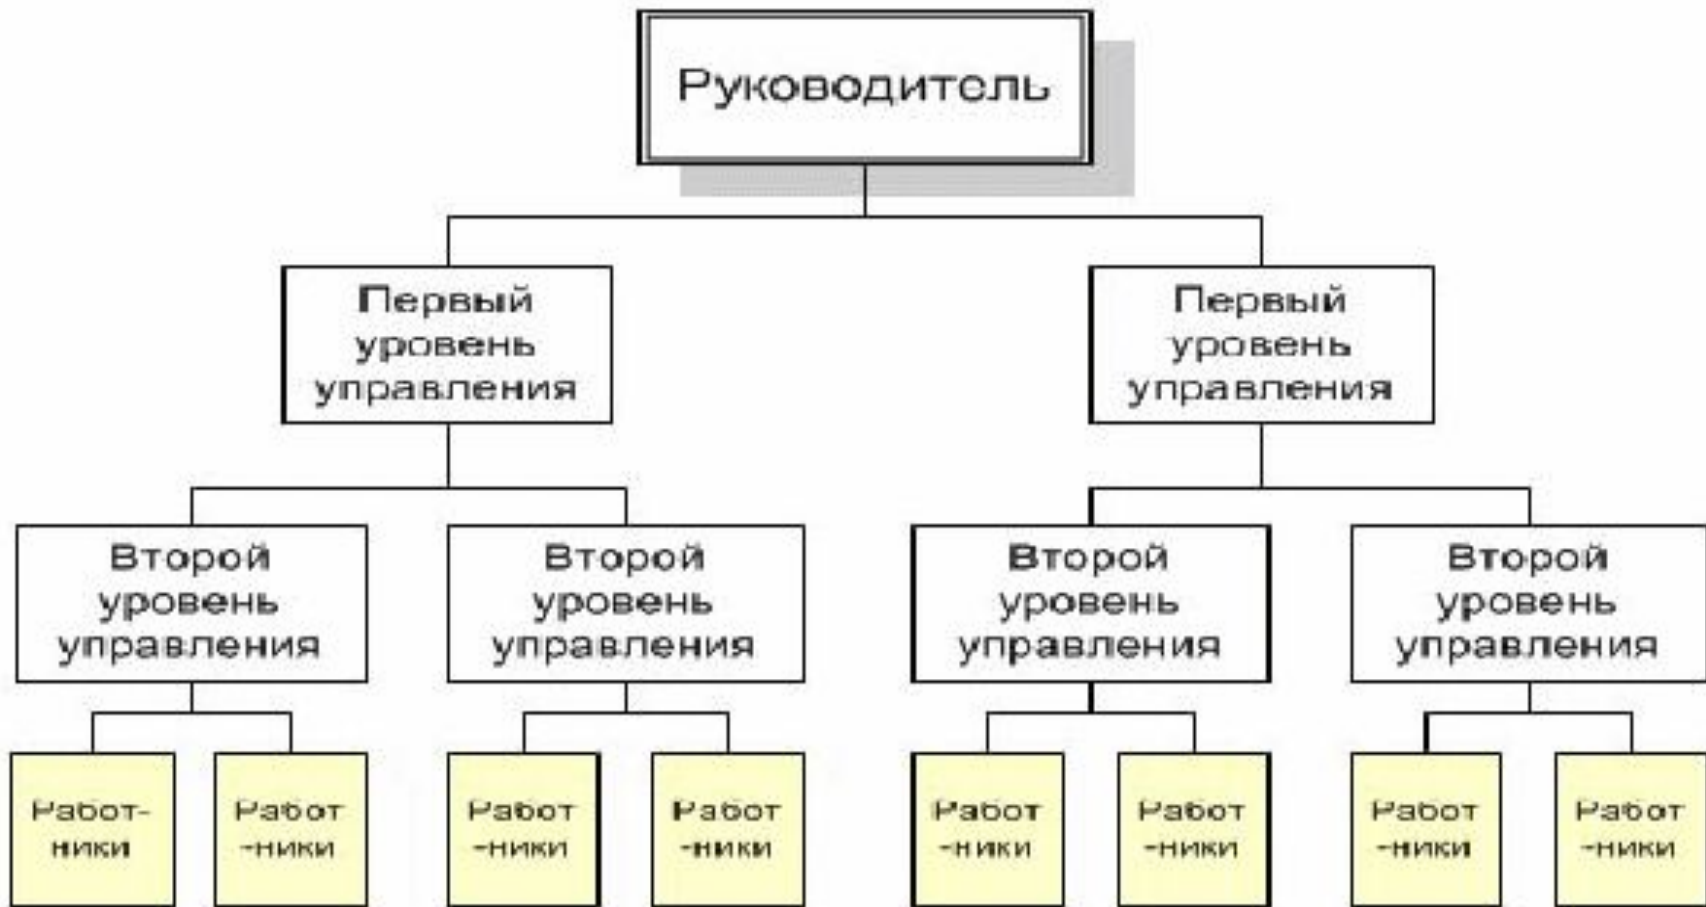 Руководитель
Первый
уровень
управления
Первый
уровень
управления
Второй
уровень
управления
Второй
уровень
управления
Второй
уровень
управления
Второй
уровень
управления
Работ-
ники
Работ
-ники
Работ
-ники
Работ
-ники
Работ
-ники
Работ
-ники
Работ
-ники
Работ
-ники